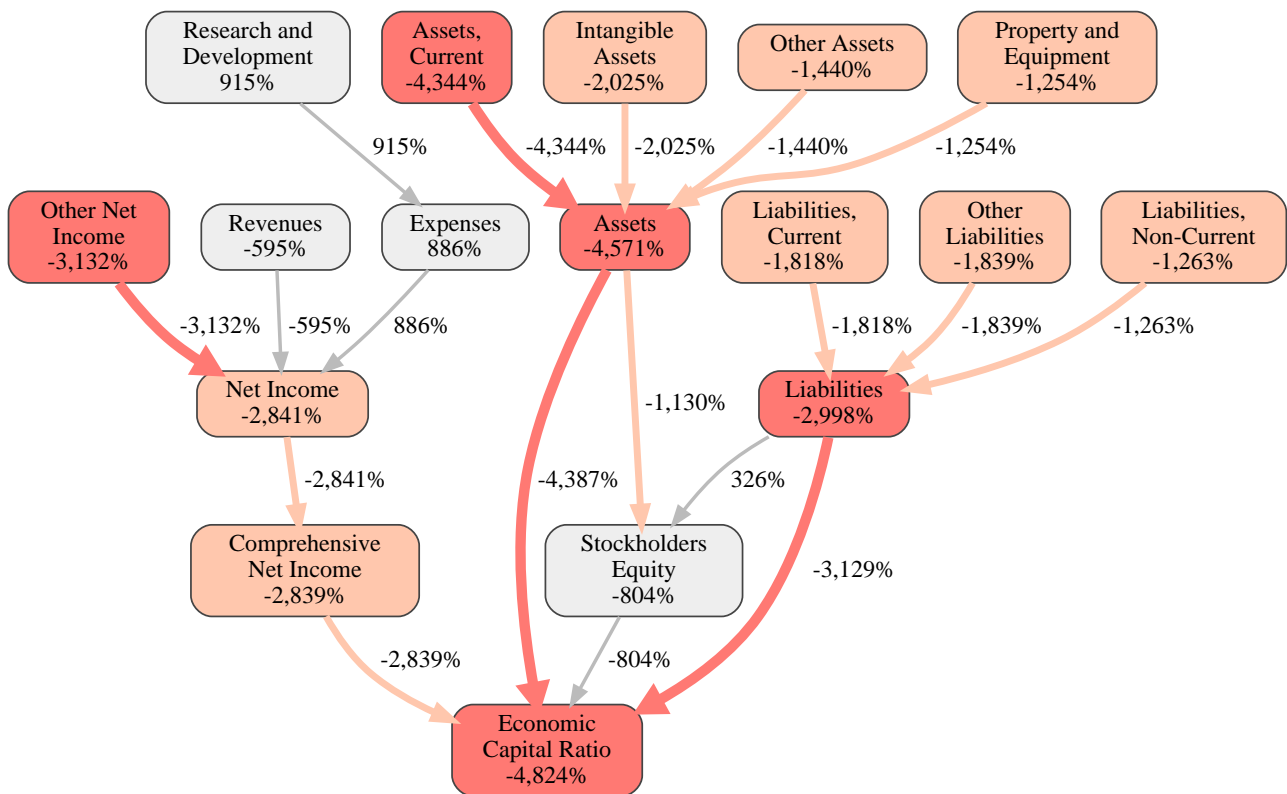 Research and
Development
915%
Assets,
Current
-4,344%
Intangible
Assets
-2,025%
Other Assets
-1,440%
Property and
Equipment
-1,254%
915%
-4,344%
-2,025%
-1,440%
-1,254%
Other Net
Income
-3,132%
Revenues
-595%
Expenses
886%
Assets
-4,571%
Liabilities,
Current
-1,818%
Other
Liabilities
-1,839%
Liabilities,
Non-Current
-1,263%
-3,132%
-595%
886%
-1,818%
-1,839%
-1,263%
Net Income
-2,841%
-1,130%
Liabilities
-2,998%
-2,841%
-4,387%
326%
Comprehensive
Net Income
-2,839%
Stockholders
Equity
-804%
-3,129%
-2,839%
-804%
Economic
Capital Ratio
-4,824%